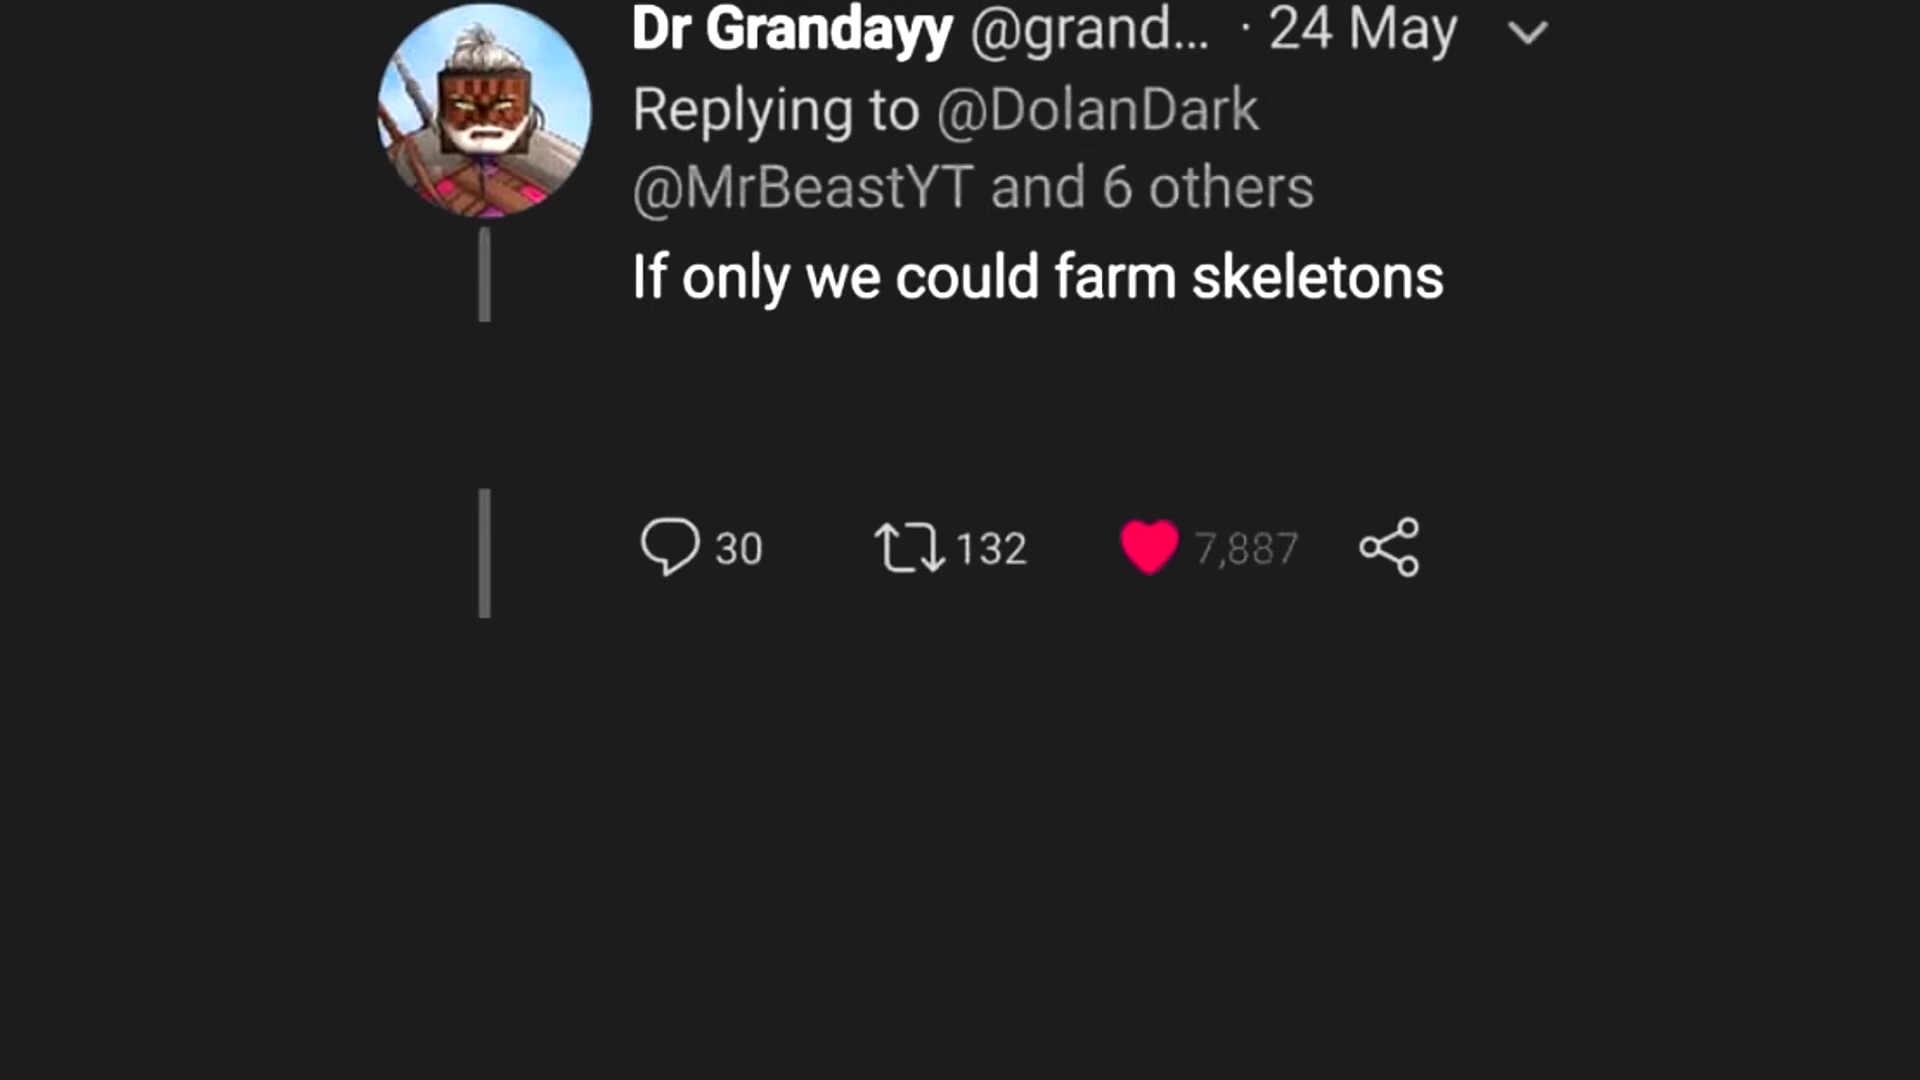 Dr Grandayy @grand... · 24 May
Replying to @DolanDark
@MrBeastYT and 6 others
If only we could farm skeletons
30 132 7,887